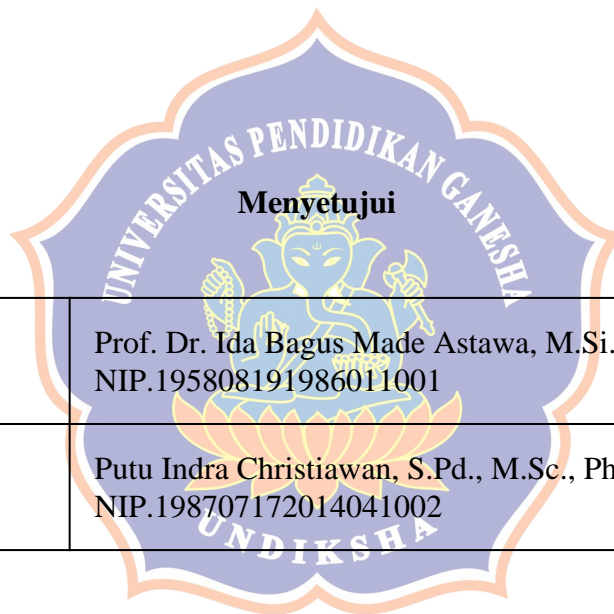 UNIVERSITAS PENDIDIKAN GANESHA
Menyetujui
Prof. Dr. Ida Bagus Made Astawa, M.Si.
NIP.195808191986011001
Putu Indra Christiawan, S.Pd., M.Sc., Ph
NIP.198707172014041002
UNDIKSHA